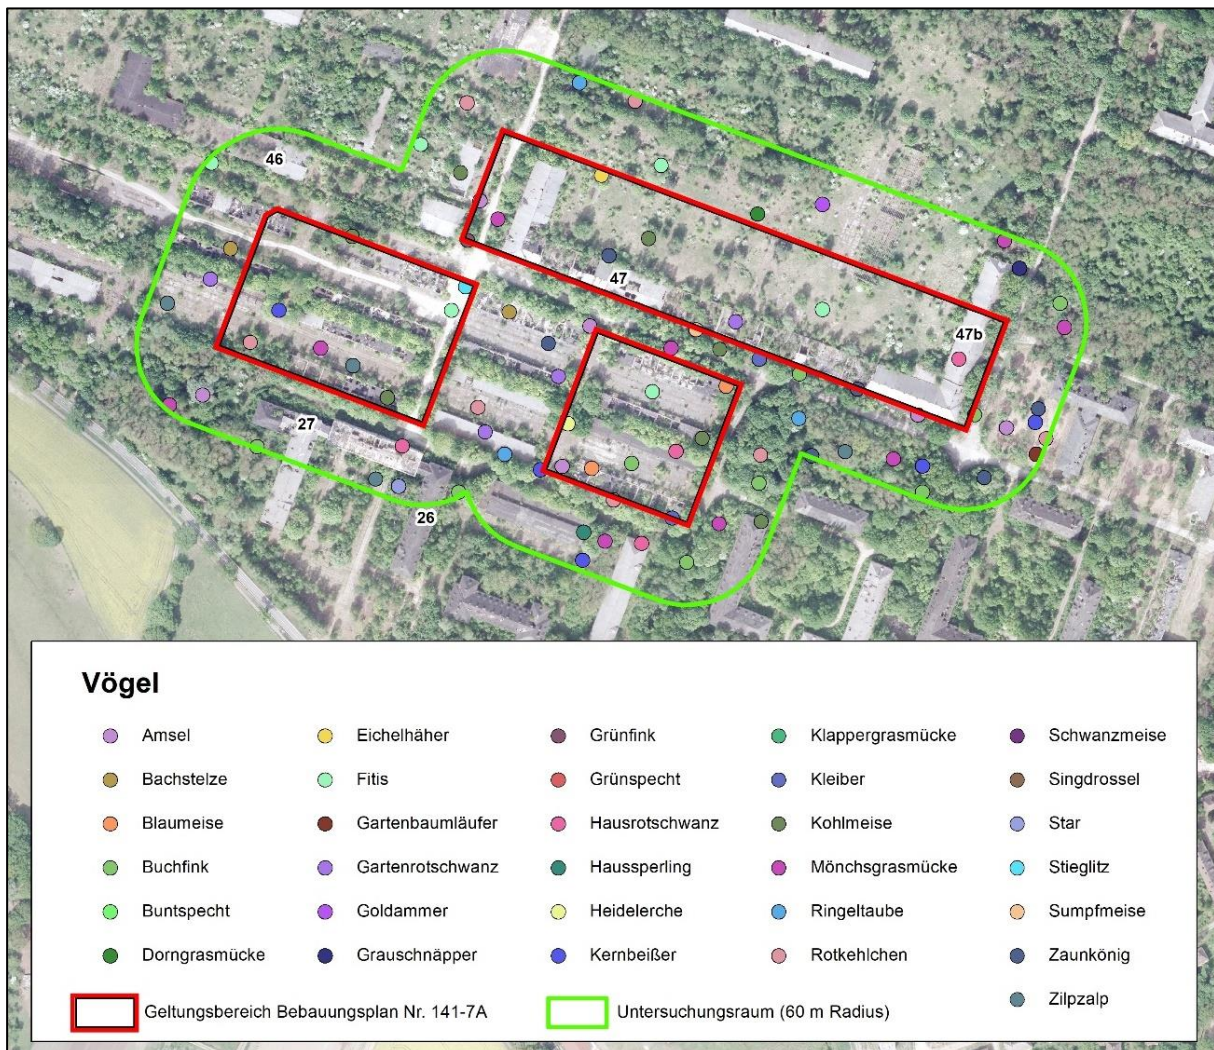 46
47
47b
27
26
Vögel
Amsel Eichelhäher Grünfink Klappergrasmücke Schwanzmeise
Bachstelze Fitis Grünspecht Kleiber Singdrossel
Blaumeise Gartenbaumläufer Hausrotschwanz Kohlmeise Star
Buchfink Gartenrotschwanz Haussperling Mönchsgrasmücke Stieglitz
Buntspecht Goldammer Heidelerche Ringeltaube Sumpfmeise
Dorngrasmücke Grauschnäpper Kernbeißer Rotkehlchen Zaunkönig
Zilpzalp
Geltungsbereich Bebauungsplan Nr. 141-7A Untersuchungsraum (60 m Radius)